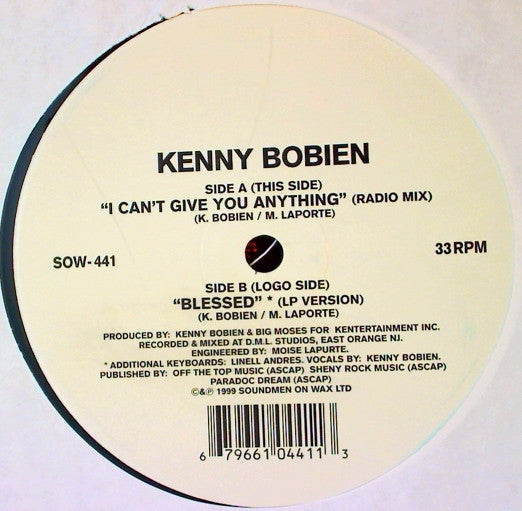 KENNY BOBIEN
SIDE A (THIS SIDE)
"I CAN'T GIVE YOU ANYTHING" (RADIO MIX)
(K. BOBIEN / M. LAPORTE)
SOW-441
33 RPM
SIDE B (LOGO SIDE)
"BLESSED" * (LP VERSION)
(K. BOBIEN / M. LAPORTE)
PRODUCED BY: KENNY BOBIEN & BIG MOSES FOR KENTERTAINMENT INC.
RECORDED & MIXED AT D.M.L. STUDIOS, EAST ORANGE NJ.
ENGINEERED BY: MOISE LAPURTE.
* ADDITIONAL KEYBOARDS: LINELL ANDRES. VOCALS BY: KENNY BOBIEN.
PUBLISHED BY: OFF THE TOP MUSIC (ASCAP) SHENY ROCK MUSIC (ASCAP)
PARADOC DREAM (ASCAP)
©&℗ 1999 SOUNDMEN ON WAX LTD
6 79661 04411 3